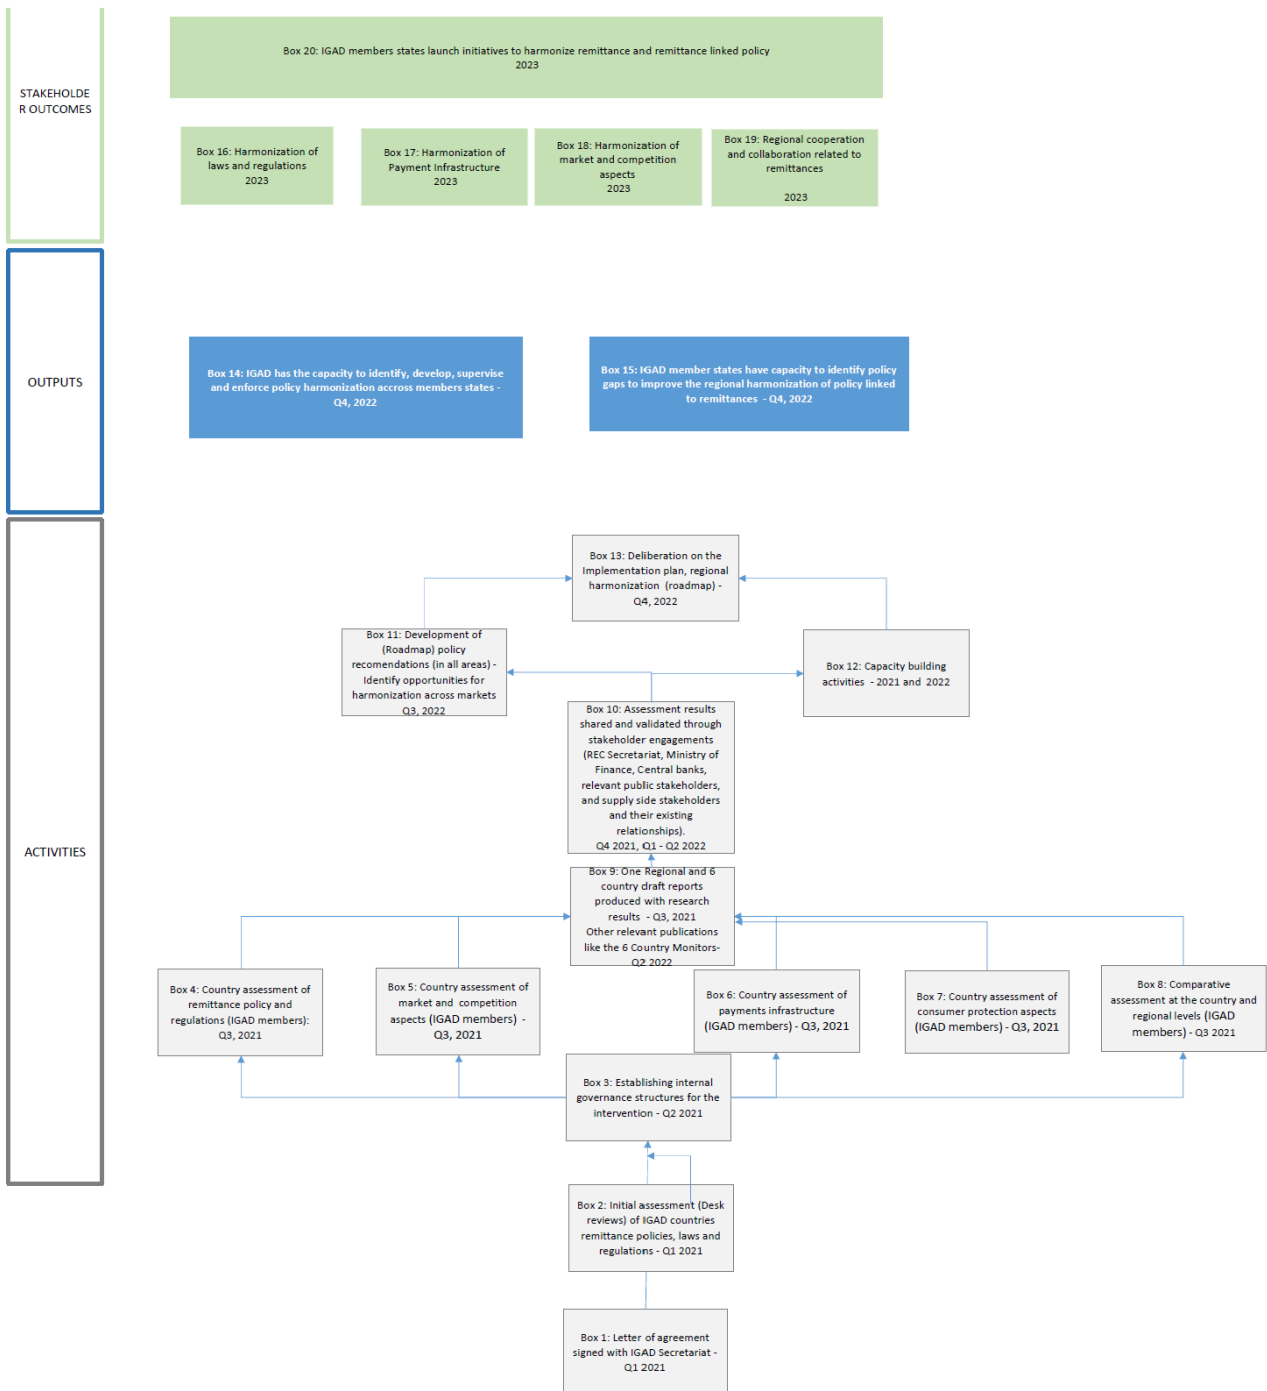 STAKEHOLDE
R OUTCOMES
Box 20: IGAD members states launch initiatives to harmonize remittance and remittance linked policy
2023
Box 16: Harmonization of
laws and regulations
2023
Box 17: Harmonization of
Payment Infrastructure
2023
Box 18: Harmonization of
market and competition
aspects
2023
Box 19: Regional cooperation
and collaboration related to
remittances
2023
OUTPUTS
Box 14: IGAD has the capacity to identify, develop, supervise
and enforce policy harmonization accross members states -
Q4, 2022
Box 15: IGAD member states have capacity to identify policy
gaps to improve the regional harmonization of policy linked
to remittances - Q4, 2022
ACTIVITIES
Box 13: Deliberation on the
Implementation plan, regional
harmonization (roadmap) -
Q4, 2022
Box 11: Development of
(Roadmap) policy
recomendations (in all areas) -
Identify opportunities for
harmonization across markets
Q3, 2022
Box 12: Capacity building
activities - 2021 and 2022
Box 10: Assessment results
shared and validated through
stakeholder engagements
(REC Secretariat, Ministry of
Finance, Central banks,
relevant public stakeholders,
and supply side stakeholders
and their existing
relationships).
Q4 2021, Q1 - Q2 2022
Box 9: One Regional and 6
country draft reports
produced with research
results - Q3, 2021
Other relevant publications
like the 6 Country Monitors-
Q2 2022
Box 4: Country assessment of
remittance policy and
regulations (IGAD members):
Q3, 2021
Box 5: Country assessment of
market and competition
aspects (IGAD members) -
Q3, 2021
Box 6: Country assessment of
payments infrastructure
(IGAD members) - Q3, 2021
Box 7: Country assessment of
consumer protection aspects
(IGAD members) - Q3, 2021
Box 8: Comparative
assessment at the country and
regional levels (IGAD
members) - Q3 2021
Box 3: Establishing internal
governance structures for the
intervention - Q2 2021
Box 2: Initial assessment (Desk
reviews) of IGAD countries
remittance policies, laws and
regulations - Q1 2021
Box 1: Letter of agreement
signed with IGAD Secretariat -
Q1 2021